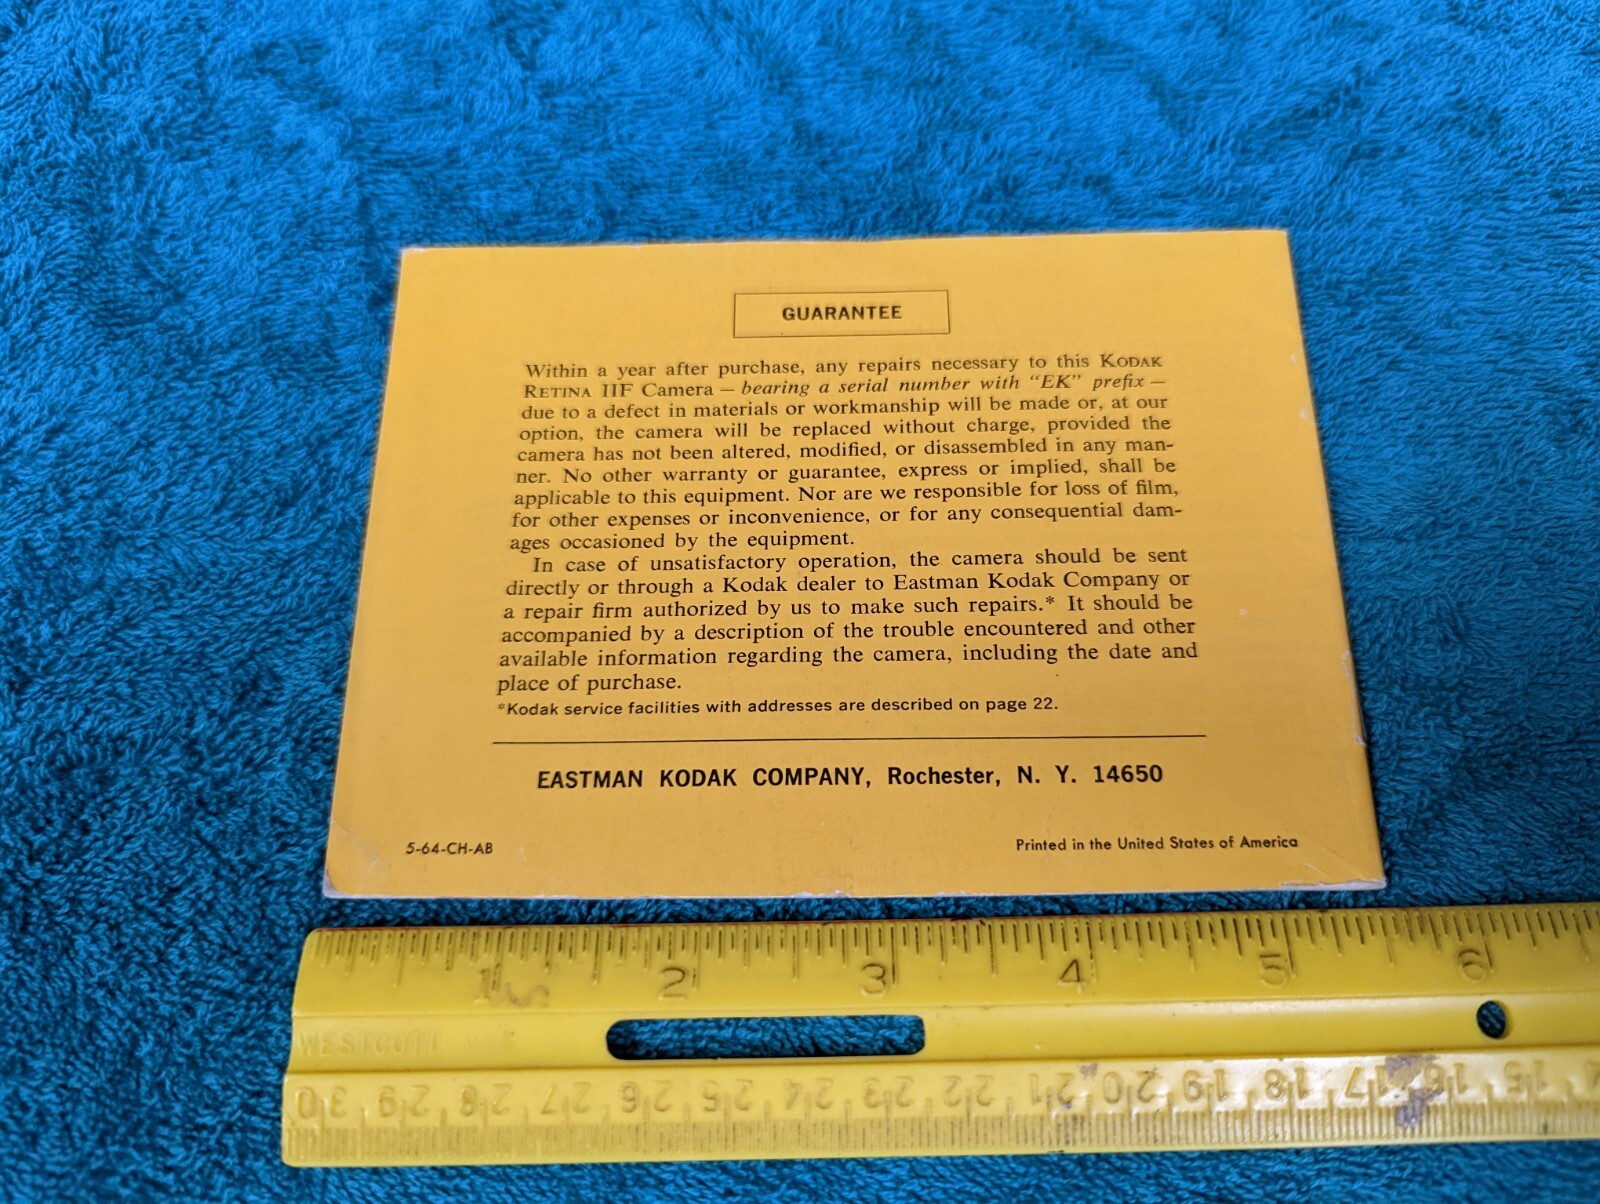 GUARANTEE
Within a year after purchase, any repairs necessary to this KODAK
RETINA IIF Camera — bearing a serial number with "EK" prefix —
due to a defect in materials or workmanship will be made or, at our
option, the camera will be replaced without charge, provided the
camera has not been altered, modified, or disassembled in any man-
ner. No other warranty or guarantee, express or implied, shall be
applicable to this equipment. Nor are we responsible for loss of film,
for other expenses or inconvenience, or for any consequential dam-
ages occasioned by the equipment.
In case of unsatisfactory operation, the camera should be sent
directly or through a Kodak dealer to Eastman Kodak Company or
a repair firm authorized by us to make such repairs.* It should be
accompanied by a description of the trouble encountered and other
available information regarding the camera, including the date and
place of purchase.
*Kodak service facilities with addresses are described on page 22.
EASTMAN KODAK COMPANY, Rochester, N. Y. 14650
5-64-CH-AB Printed in the United States of America
1 2 3 4 5 6
WESTCOTT
30 29 28 27 26 25 24 23 22 21 20 19 18 17 16 15